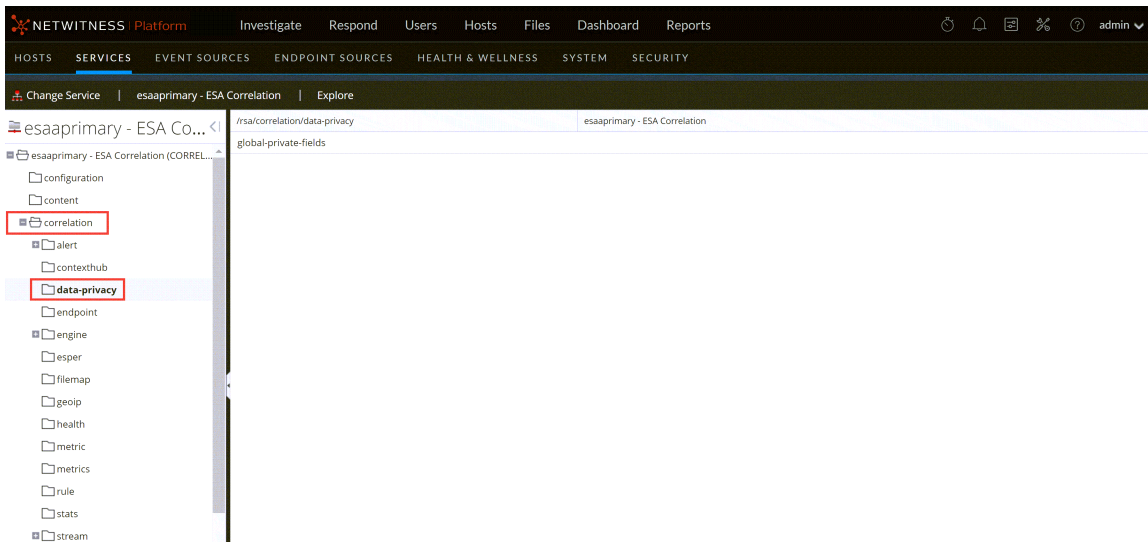 NETWITNESS Platform Investigate Respond Users Hosts Files Dashboard Reports admin
HOSTS SERVICES EVENT SOURCES ENDPOINT SOURCES HEALTH & WELLNESS SYSTEM SECURITY
Change Service | esaaprimary - ESA Correlation | Explore
esaaprimary - ESA Co...
/rsa/correlation/data-privacy esaaprimary - ESA Correlation
global-private-fields
esaaprimary - ESA Correlation (CORREL...
configuration
content
correlation
alert
contexthub
data-privacy
endpoint
engine
esper
filemap
geoip
health
metric
metrics
rule
stats
stream